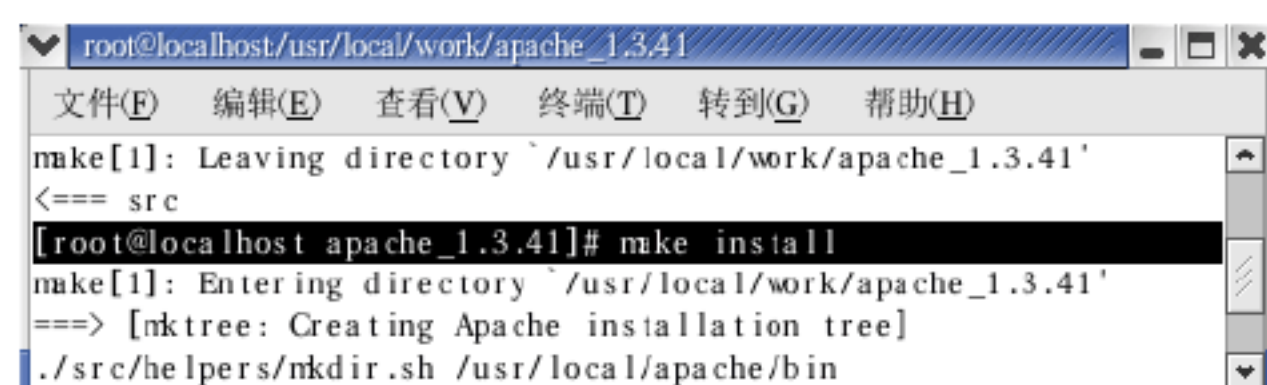 root@localhost:/usr/local/work/apache_1.3.41
文件(F) 编辑(E) 查看(V) 终端(T) 转到(G) 帮助(H)
make[1]: Leaving directory `/usr/local/work/apache_1.3.41'
<=== src
[root@localhost apache_1.3.41]# make install
make[1]: Entering directory `/usr/local/work/apache_1.3.41'
===> [mktree: Creating Apache installation tree]
./src/helpers/mkdir.sh /usr/local/apache/bin